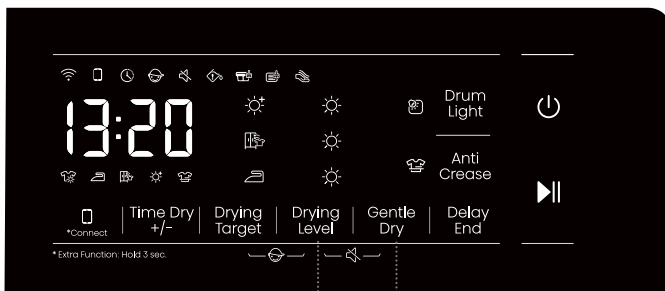 13:20
Drum
Light
Anti
Crease
*Connect
Time Dry
+/-
Drying
Target
Drying
Level
Gentle
Dry
Delay
End
* Extra Function: Hold 3 sec.